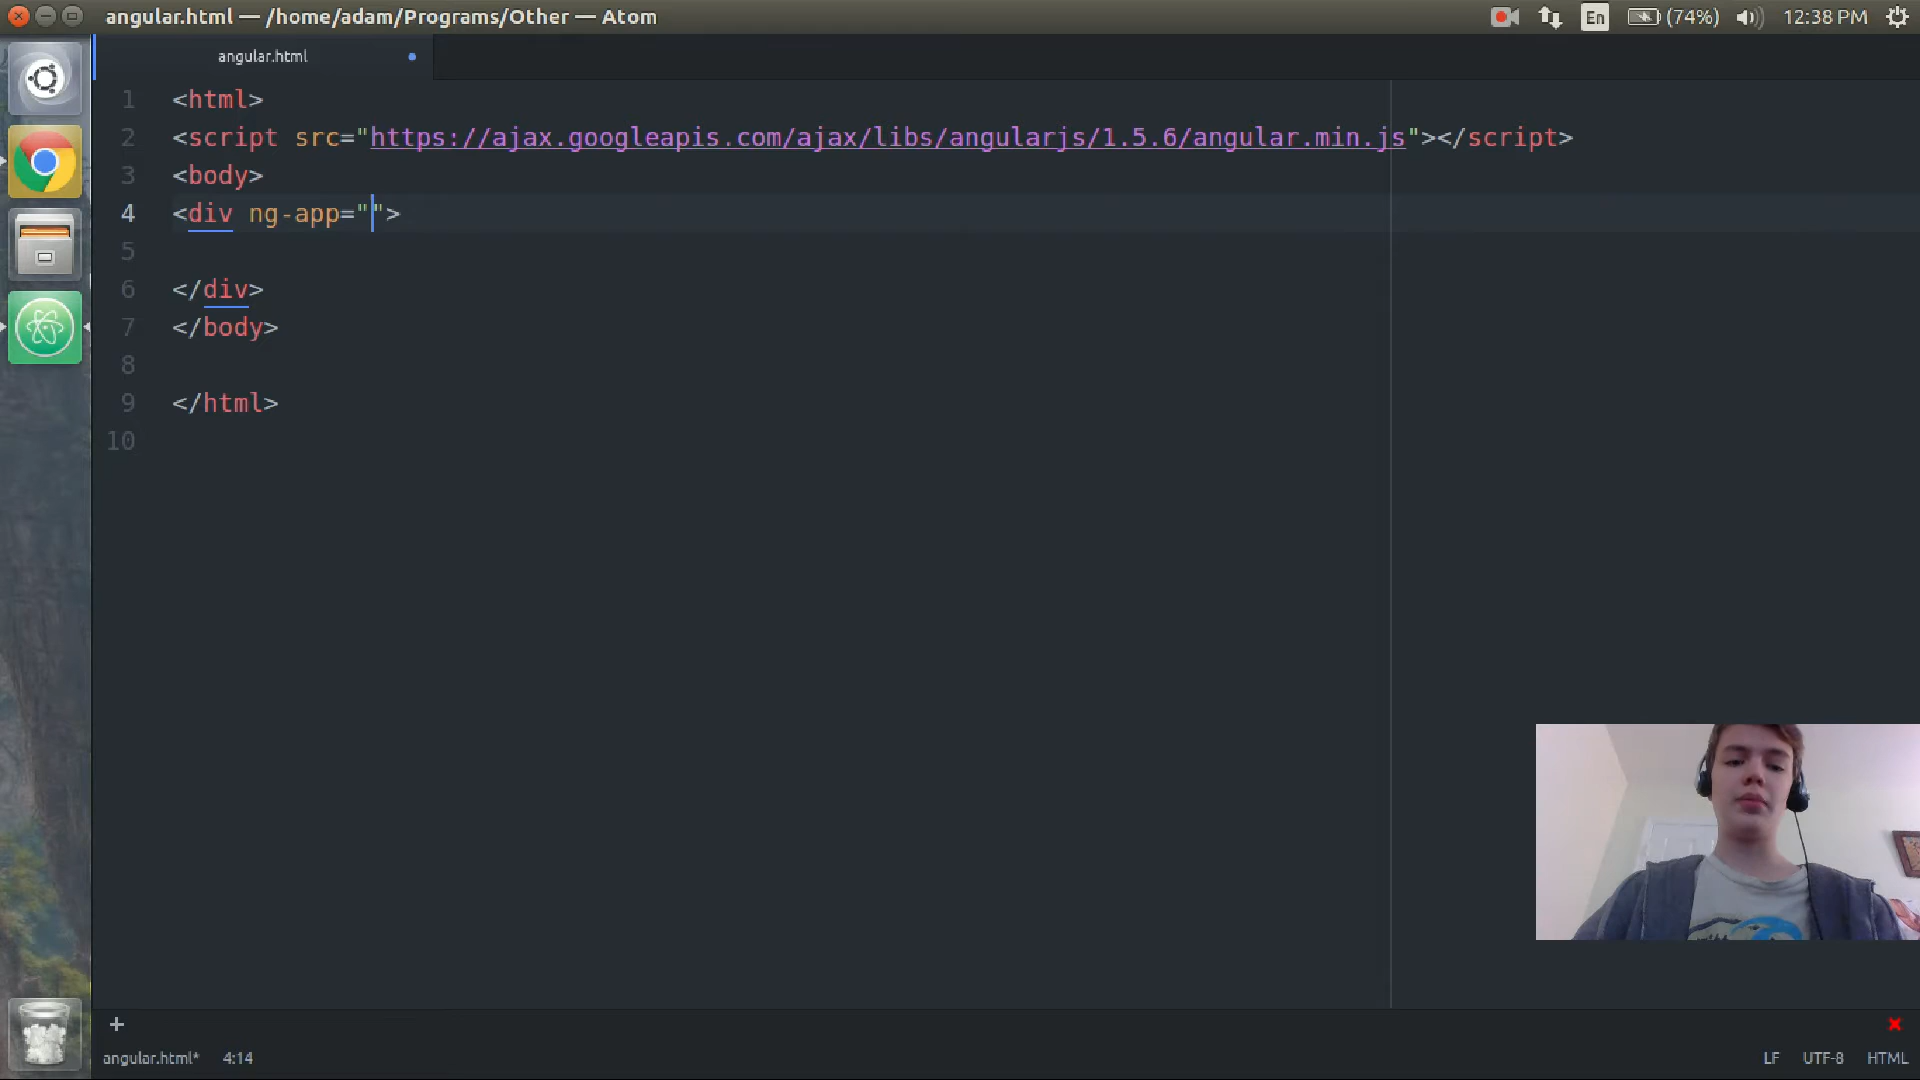 angular.html — /home/adam/Programs/Other — Atom
En (74%) 12:38 PM
angular.html
1 <html>
2 <script src="https://ajax.googleapis.com/ajax/libs/angularjs/1.5.6/angular.min.js"></script>
3 <body>
4 <div ng-app="">
5
6 </div>
7 </body>
8
9 </html>
10
+
angular.html* 4:14 LF UTF-8 HTML